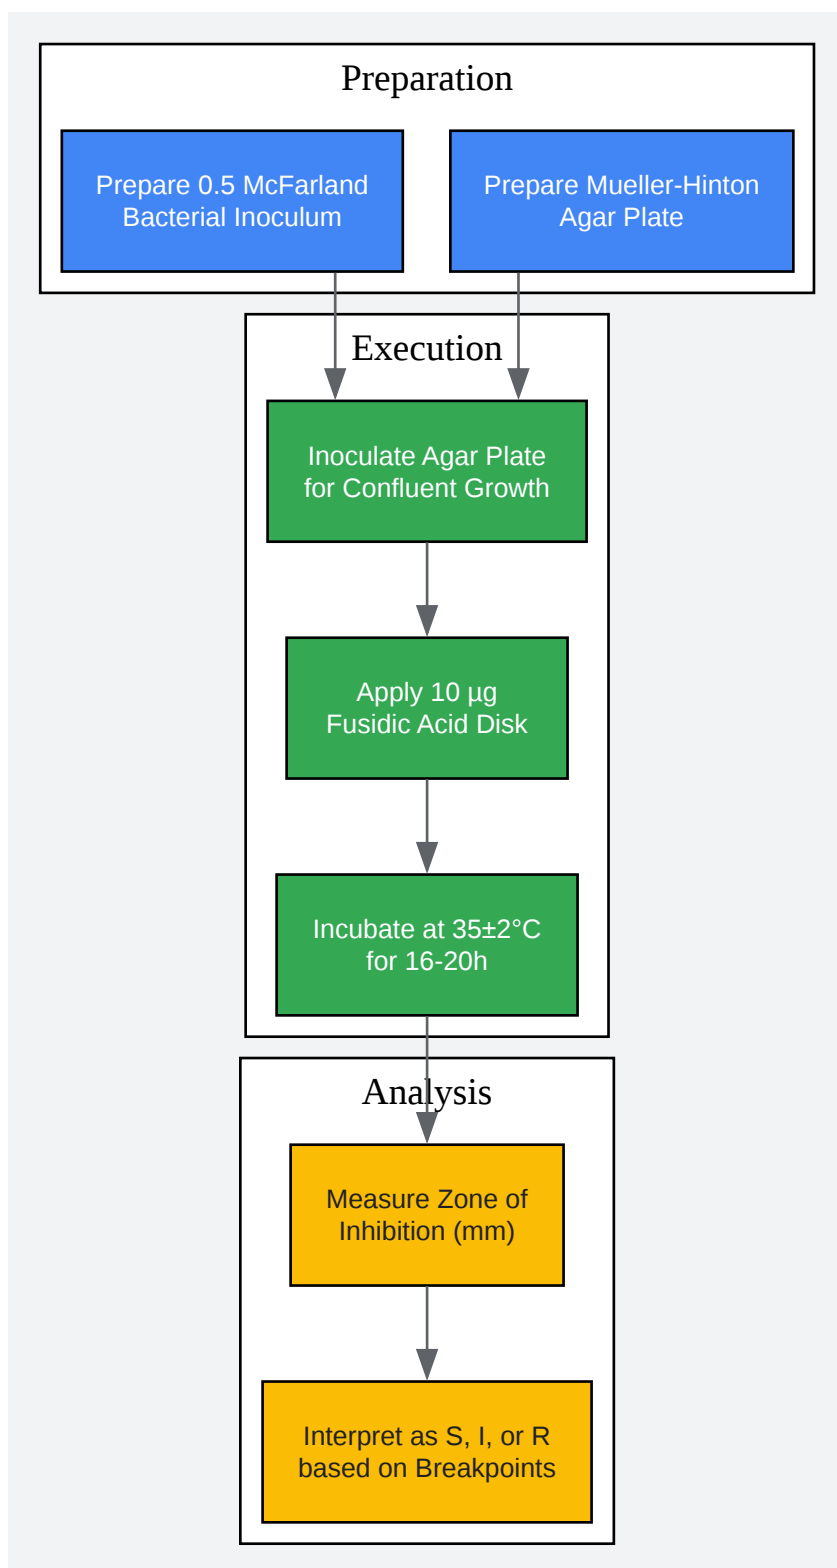 Preparation
Prepare 0.5 McFarland
Bacterial Inoculum
Prepare Mueller-Hinton
Agar Plate
Execution
Inoculate Agar Plate
for Confluent Growth
Apply 10 µg
Fusidic Acid Disk
Incubate at 35±2°C
for 16-20h
Analysis
Measure Zone of
Inhibition (mm)
Interpret as S, I, or R
based on Breakpoints